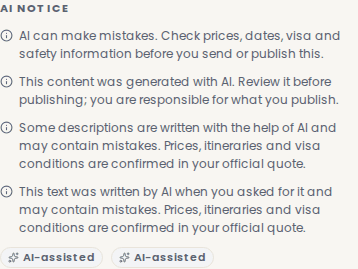 AI NOTICE
AI can make mistakes. Check prices, dates, visa and
safety information before you send or publish this.
This content was generated with AI. Review it before
publishing; you are responsible for what you publish.
Some descriptions are written with the help of AI and
may contain mistakes. Prices, itineraries and visa
conditions are confirmed in your official quote.
This text was written by AI when you asked for it and
may contain mistakes. Prices, itineraries and visa
conditions are confirmed in your official quote.
AI-assisted AI-assisted